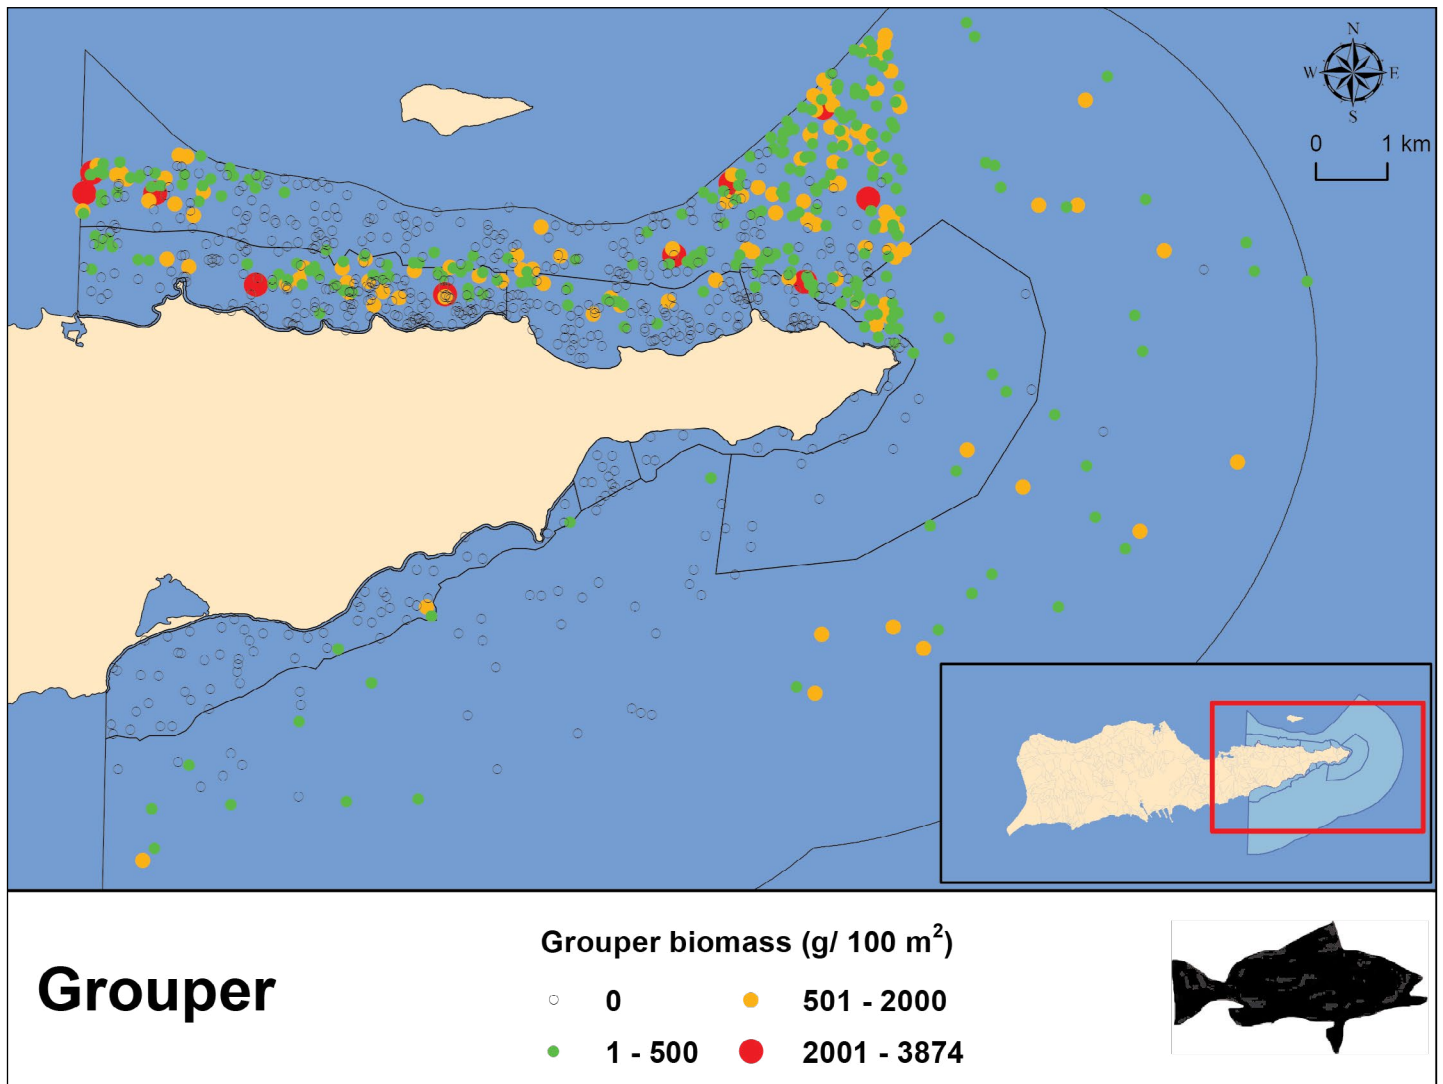 N
W E
S
0 1 km
Grouper biomass (g/ 100 m²)
Grouper
0 501 - 2000
1 - 500 2001 - 3874